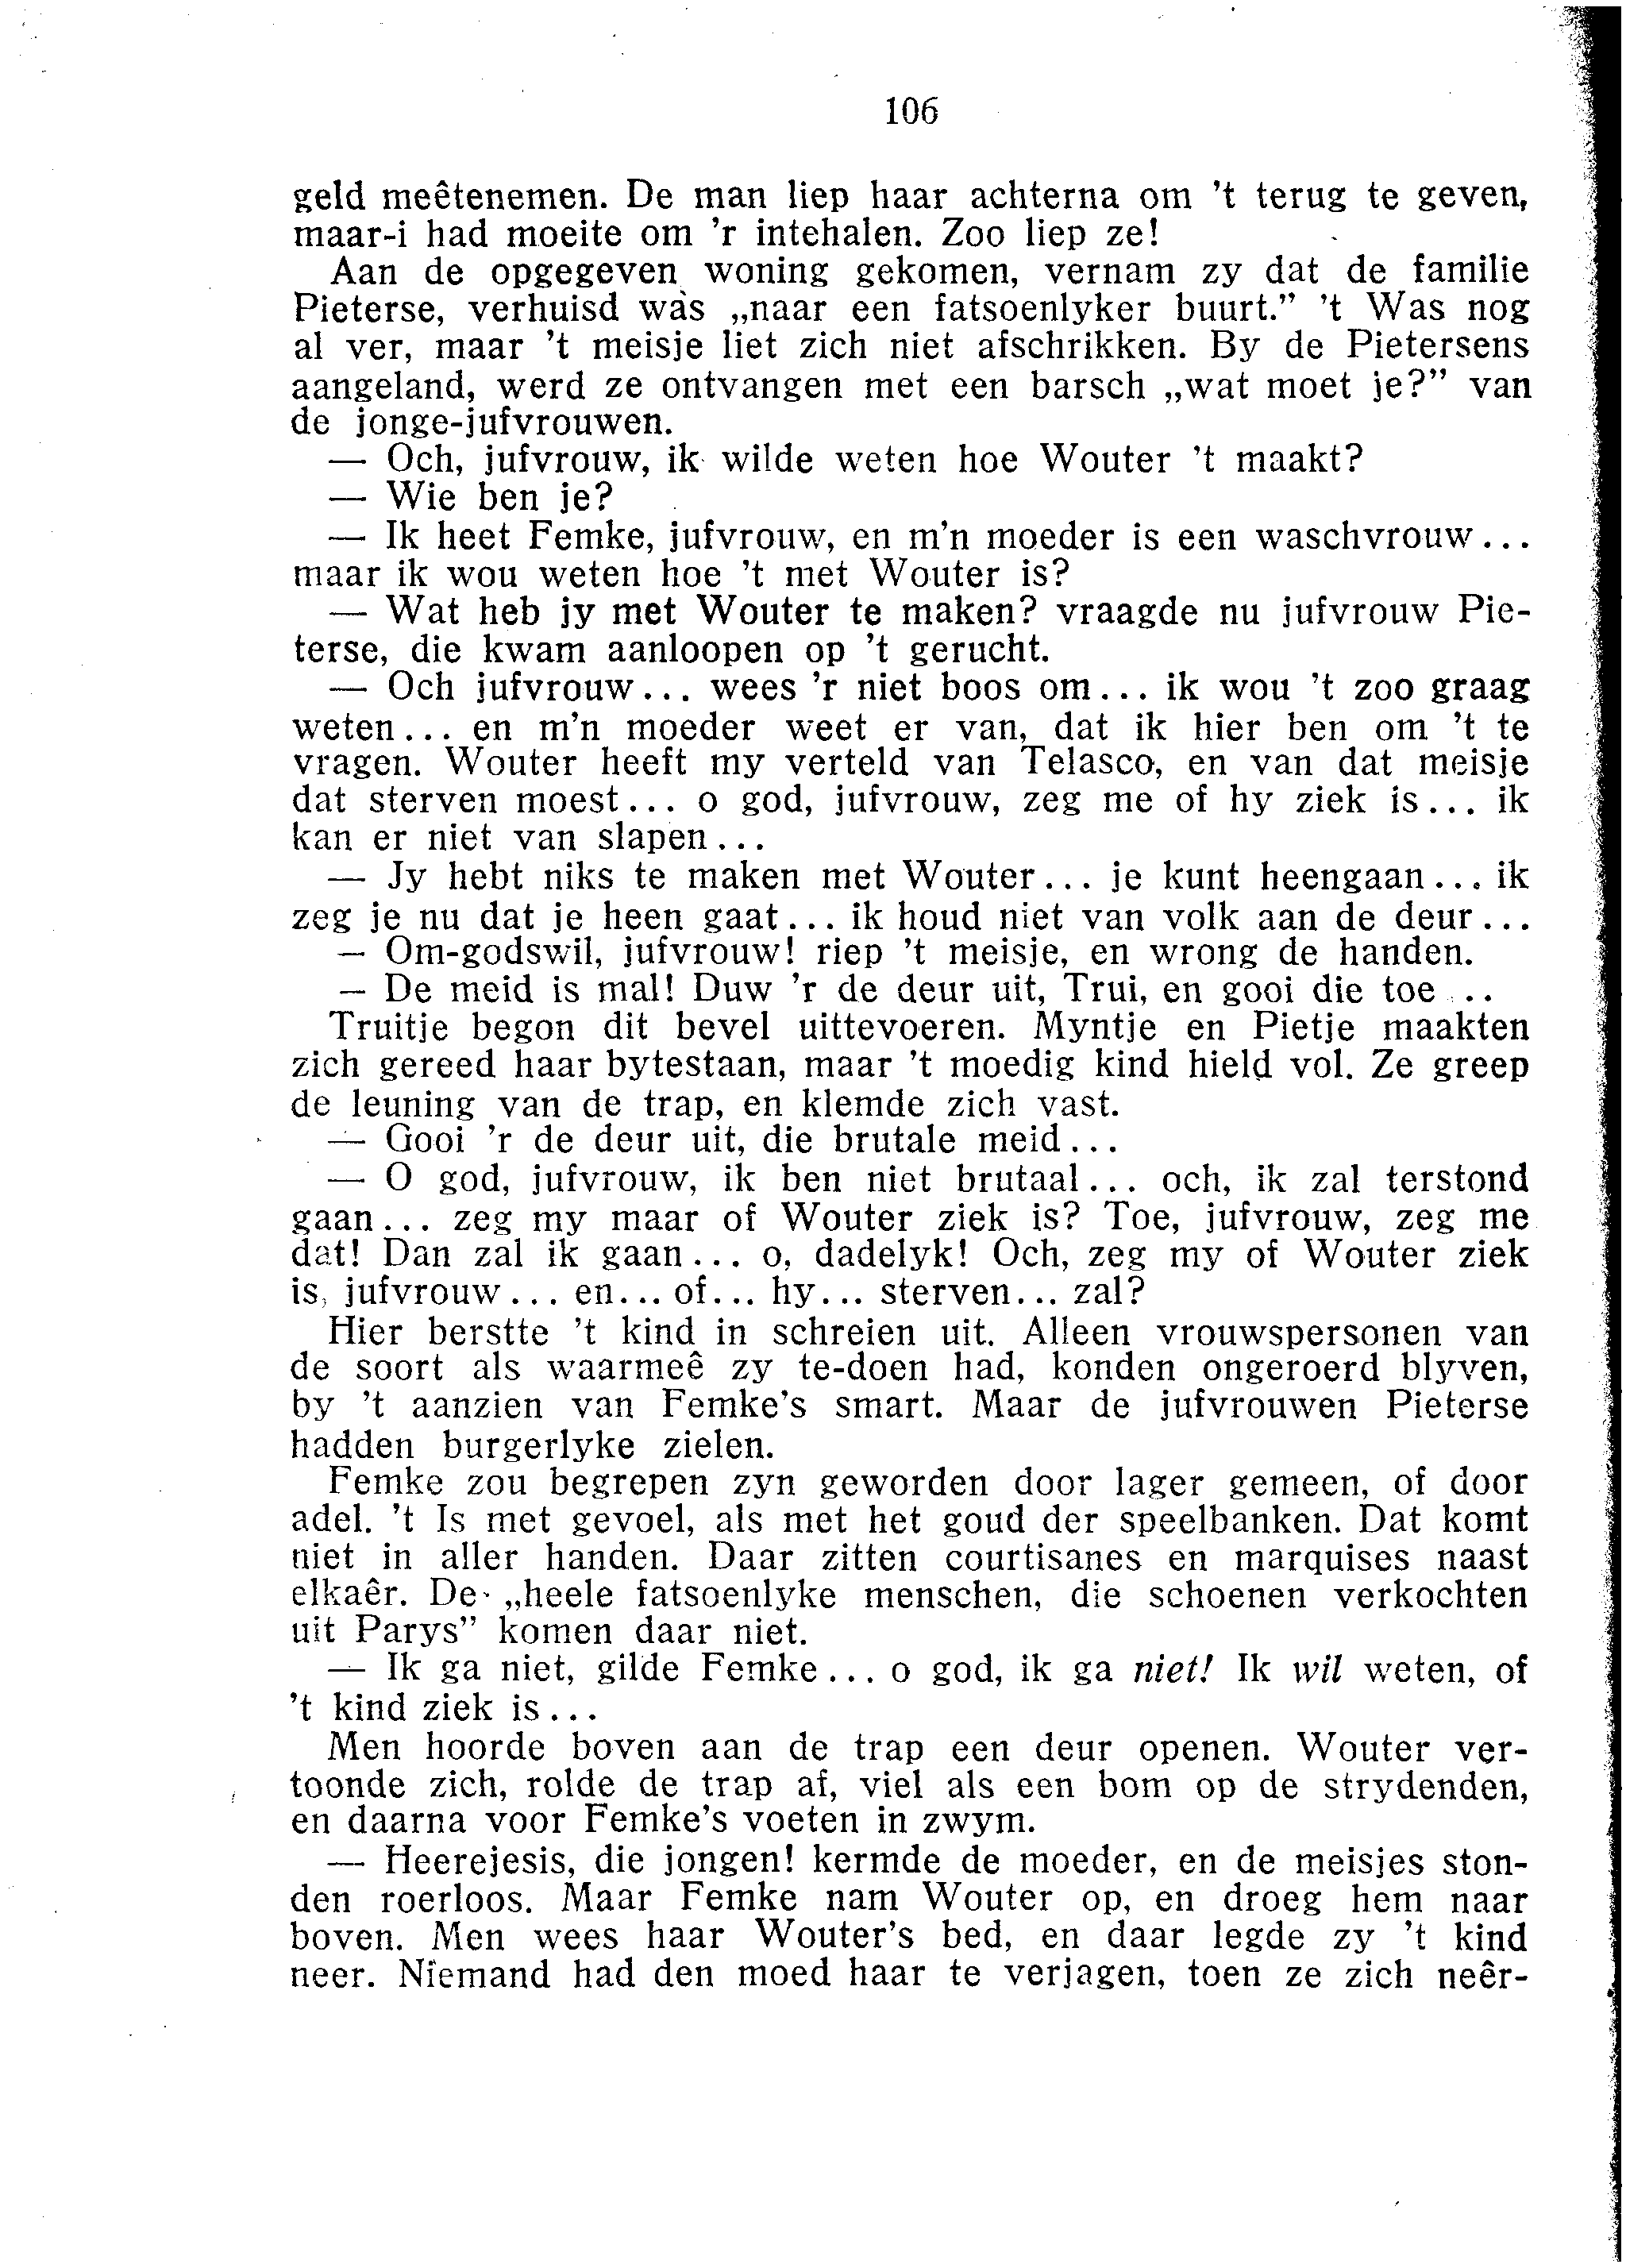 106
geld meêtenemen. De man liep haar achterna om 't terug te geven,
maar-i had moeite om 'r intehalen. Zoo liep ze!
Aan de opgegeven woning gekomen, vernam zy dat de familie
Pieterse, verhuisd was „naar een fatsoenlyker buurt.” 't Was nog
al ver, maar 't meisje liet zich niet afschrikken. By de Pietersens
aangeland, werd ze ontvangen met een barsch „wat moet je?” van
de jonge-jufvrouwen.
— Och, jufvrouw, ik wilde weten hoe Wouter 't maakt?
— Wie ben je?
— Ik heet Femke, jufvrouw, en m'n moeder is een waschvrouw...
maar ik wou weten hoe 't met Wouter is?
— Wat heb jy met Wouter te maken? vraagde nu jufvrouw Pie-
terse, die kwam aanloopen op 't gerucht.
— Och jufvrouw... wees 'r niet boos om... ik wou 't zoo graag
weten... en m'n moeder weet er van, dat ik hier ben om 't te
vragen. Wouter heeft my verteld van Telasco, en van dat meisje
dat sterven moest... o god, jufvrouw, zeg me of hy ziek is... ik
kan er niet van slapen...
— Jy hebt niks te maken met Wouter... je kunt heengaan... ik
zeg je nu dat je heen gaat... ik houd niet van volk aan de deur...
— Om-godswil, jufvrouw! riep 't meisje, en wrong de handen.
— De meid is mal! Duw 'r de deur uit, Trui, en gooi die toe...
Truitje begon dit bevel uittevoeren. Myntje en Pietje maakten
zich gereed haar bytestaan, maar 't moedig kind hield vol. Ze greep
de leuning van de trap, en klemde zich vast.
— Gooi 'r de deur uit, die brutale meid...
— O god, jufvrouw, ik ben niet brutaal... och, ik zal terstond
gaan... zeg my maar of Wouter ziek is? Toe, jufvrouw, zeg me
dat! Dan zal ik gaan... o, dadelyk! Och, zeg my of Wouter ziek
is, jufvrouw... en... of... hy... sterven... zal?
Hier berstte 't kind in schreien uit. Alleen vrouwspersonen van
de soort als waarmeê zy te-doen had, konden ongeroerd blyven,
by 't aanzien van Femke's smart. Maar de jufvrouwen Pieterse
hadden burgerlyke zielen.
Femke zou begrepen zyn geworden door lager gemeen, of door
adel. 't Is met gevoel, als met het goud der speelbanken. Dat komt
niet in aller handen. Daar zitten courtisanes en marquises naast
elkaêr. De „heele fatsoenlyke menschen, die schoenen verkochten
uit Parys” komen daar niet.
— Ik ga niet, gilde Femke... o god, ik ga niet! Ik wil weten, of
't kind ziek is...
Men hoorde boven aan de trap een deur openen. Wouter ver-
toonde zich, rolde de trap af, viel als een bom op de strydenden,
en daarna voor Femke's voeten in zwym.
— Heerejesis, die jongen! kermde de moeder, en de meisjes ston-
den roerloos. Maar Femke nam Wouter op, en droeg hem naar
boven. Men wees haar Wouter's bed, en daar legde zy 't kind
neer. Niemand had den moed haar te verjagen, toen ze zich neêr-